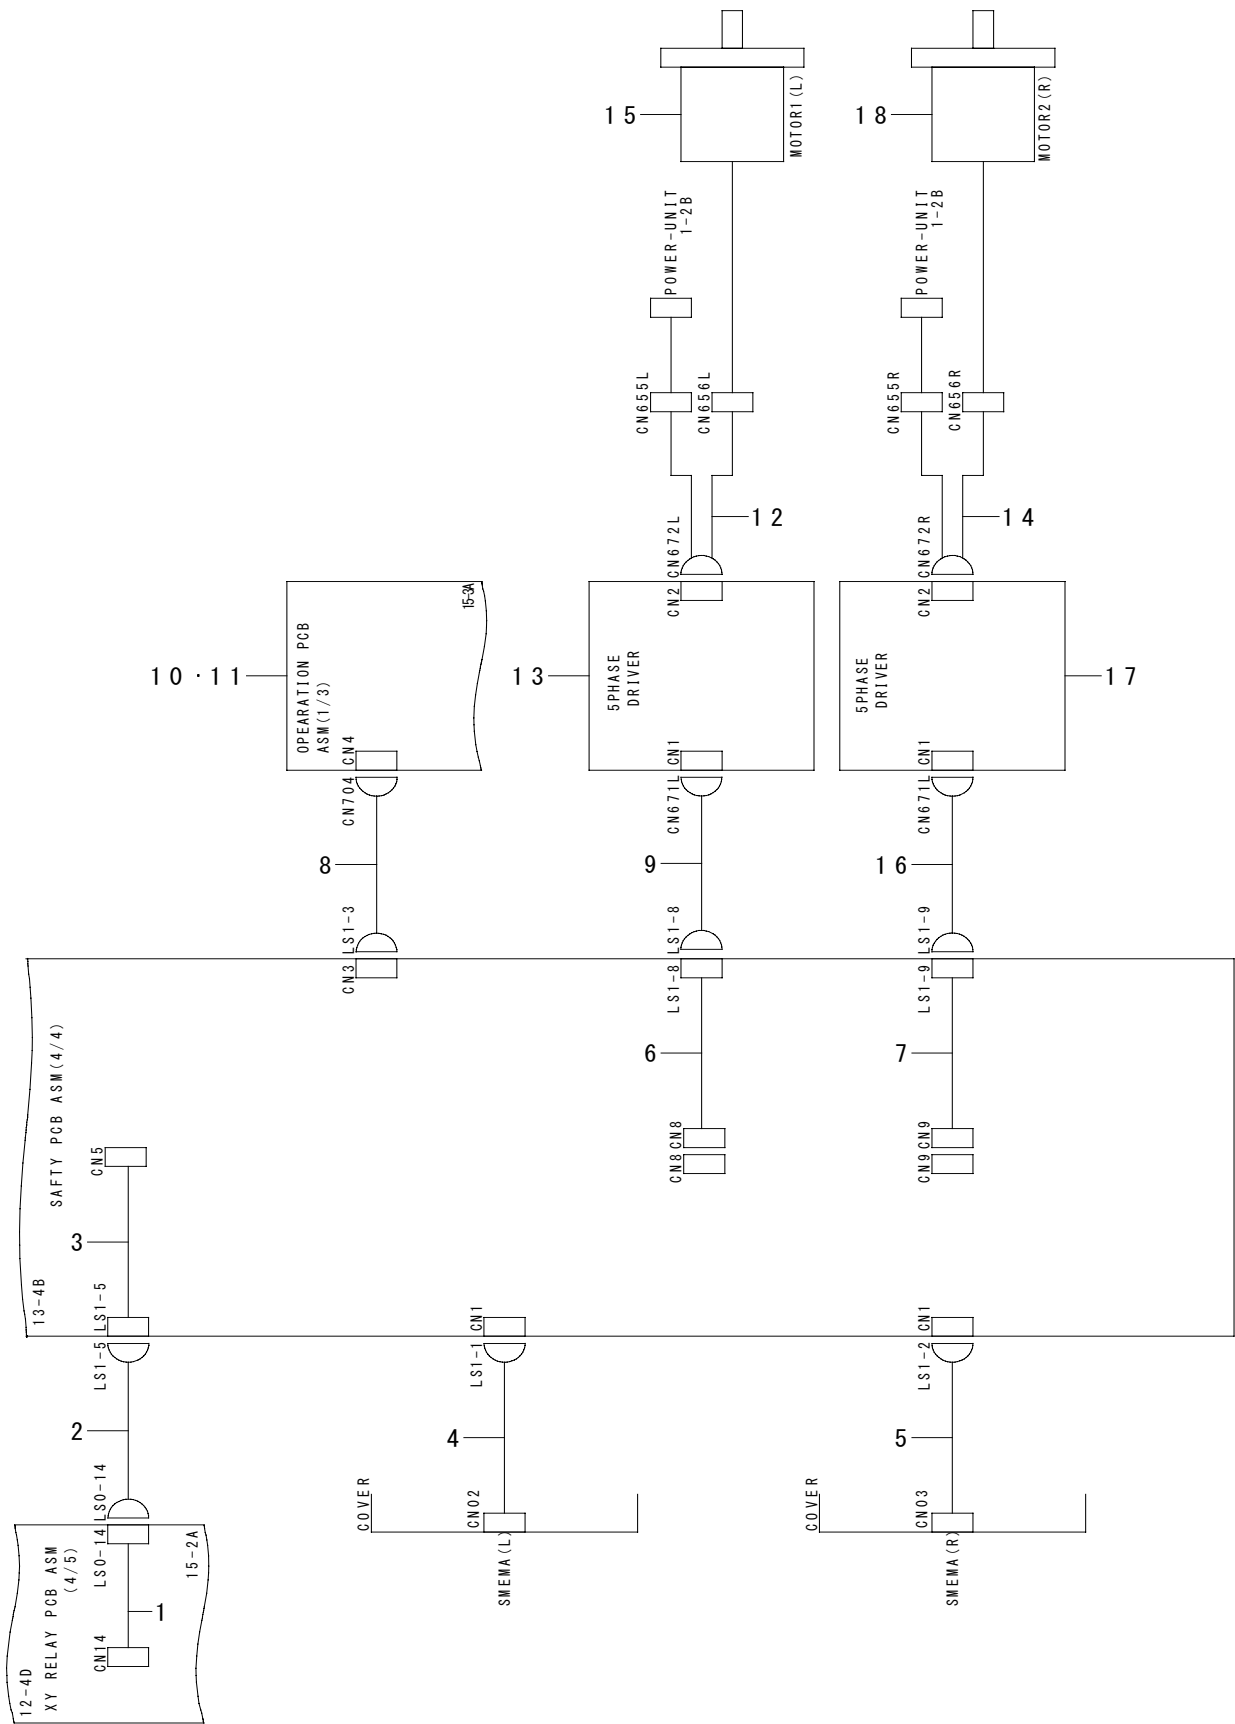 15
MOTOR1(L)
18
MOTOR2(R)
POWER-UNIT
1-2B
POWER-UNIT
1-2B
CN655L
CN656L
CN655R
CN656R
12
14
CN672L
CN2
CN672R
CN2
10·11
OPEARATION PCB
ASM(1/3)
15-3A
CN4
13
5PHASE
DRIVER
CN1
5PHASE
DRIVER
17
CN1
CN704
CN671L
CN671L
8
9
16
LS1-3
CN3
LS1-8
LS1-8
LS1-9
LS1-9
SAFTY PCB ASM(4/4)
13-4B
6
7
CN8
CN8
CN9
CN9
CN5
3
LS1-5
CN1
CN1
LS1-5
LS1-1
LS1-2
2
4
5
LS0-14
LS0-14
COVER
CN02
SMEMA(L)
COVER
CN03
SMEMA(R)
12-4D
XY RELAY PCB ASM
(4/5)
15-2A
1
CN14